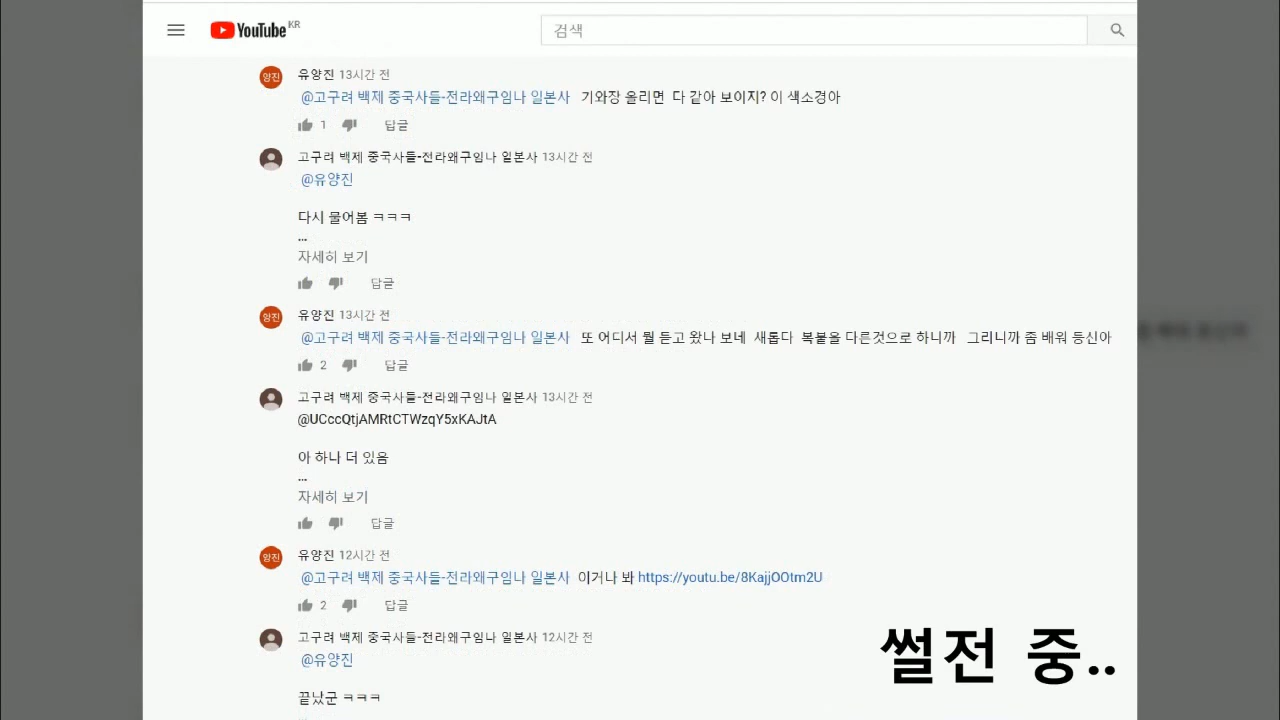 YouTube KR
검색
양진
유양진 13시간 전
@고구려 백제 중국사들-전라왜구임나 일본사 기와장 올리면 다 같아 보이지? 이 색소경아
1 답글
고구려 백제 중국사들-전라왜구임나 일본사 13시간 전
@유양진
다시 물어봄 ㅋㅋㅋ
...
자세히 보기
답글
양진
유양진 13시간 전
@고구려 백제 중국사들-전라왜구임나 일본사 또 어디서 뭘 듣고 왔나 보네 새롭다 복붙을 다른것으로 하니까 그리니까 좀 배워 등신아
2 답글
고구려 백제 중국사들-전라왜구임나 일본사 13시간 전
@UCccQtjAMRtCTWzqY5xKAJtA
아 하나 더 있음
...
자세히 보기
답글
양진
유양진 12시간 전
@고구려 백제 중국사들-전라왜구임나 일본사 이거나 봐 https://youtu.be/8KajjOOtm2U
2 답글
고구려 백제 중국사들-전라왜구임나 일본사 12시간 전
@유양진
끝났군 ㅋㅋㅋ
썰전 중..